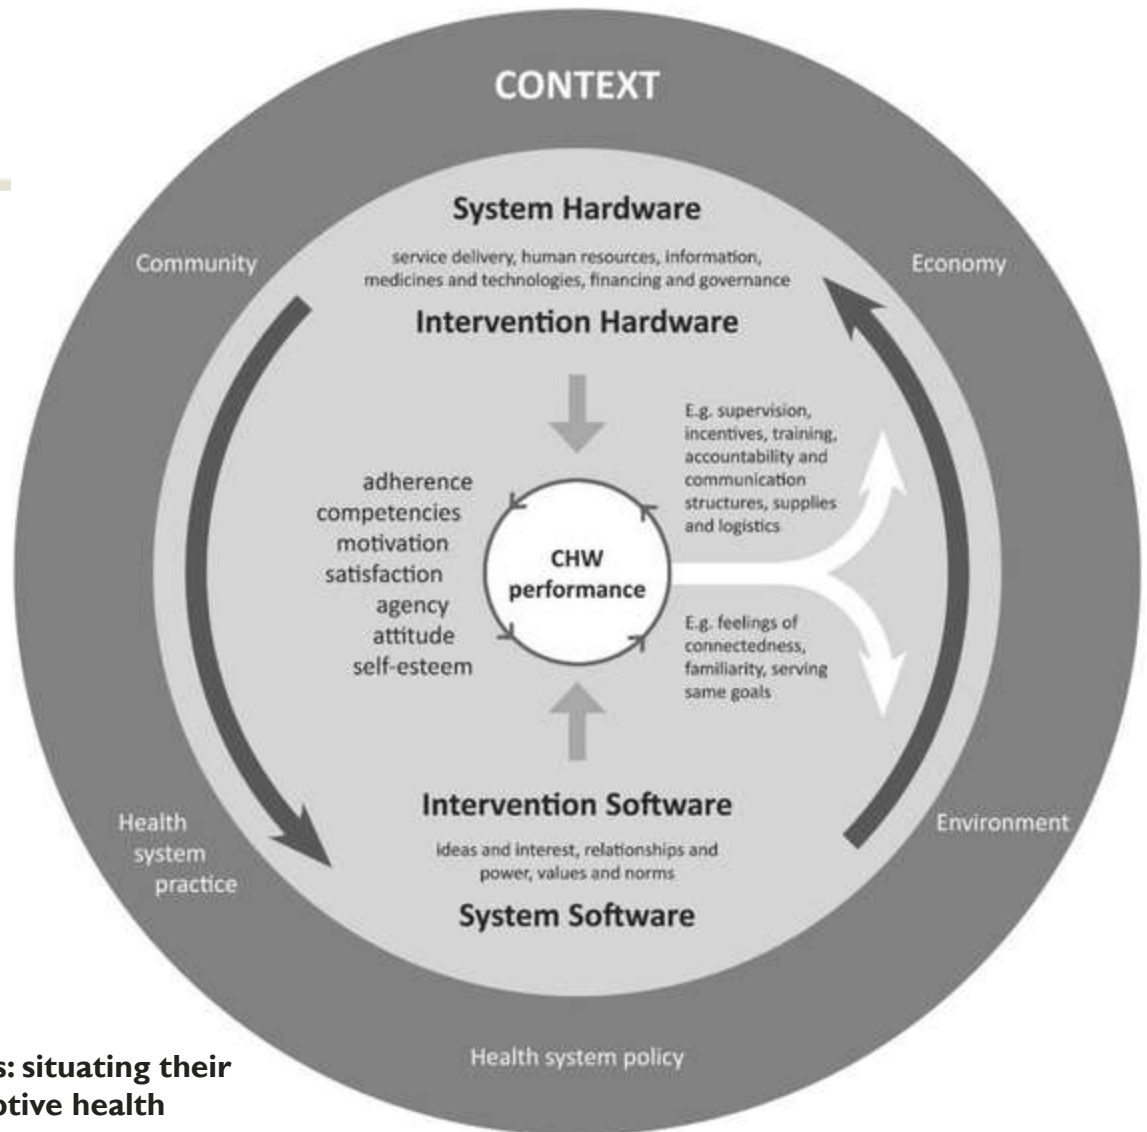 CONTEXT
System Hardware
service delivery, human resources, information,
medicines and technologies, financing and governance
Intervention Hardware
Community
Economy
E.g. supervision,
incentives, training,
accountability and
communication
structures, supplies
and logistics
adherence
competencies
motivation
satisfaction
agency
attitude
self-esteem
CHW
performance
E.g. feelings of
connectedness,
familiarity, serving
same goals
Intervention Software
ideas and interest, relationships and
power, values and norms
System Software
Health
system
practice
Environment
Health system policy
s: situating their
ptive health